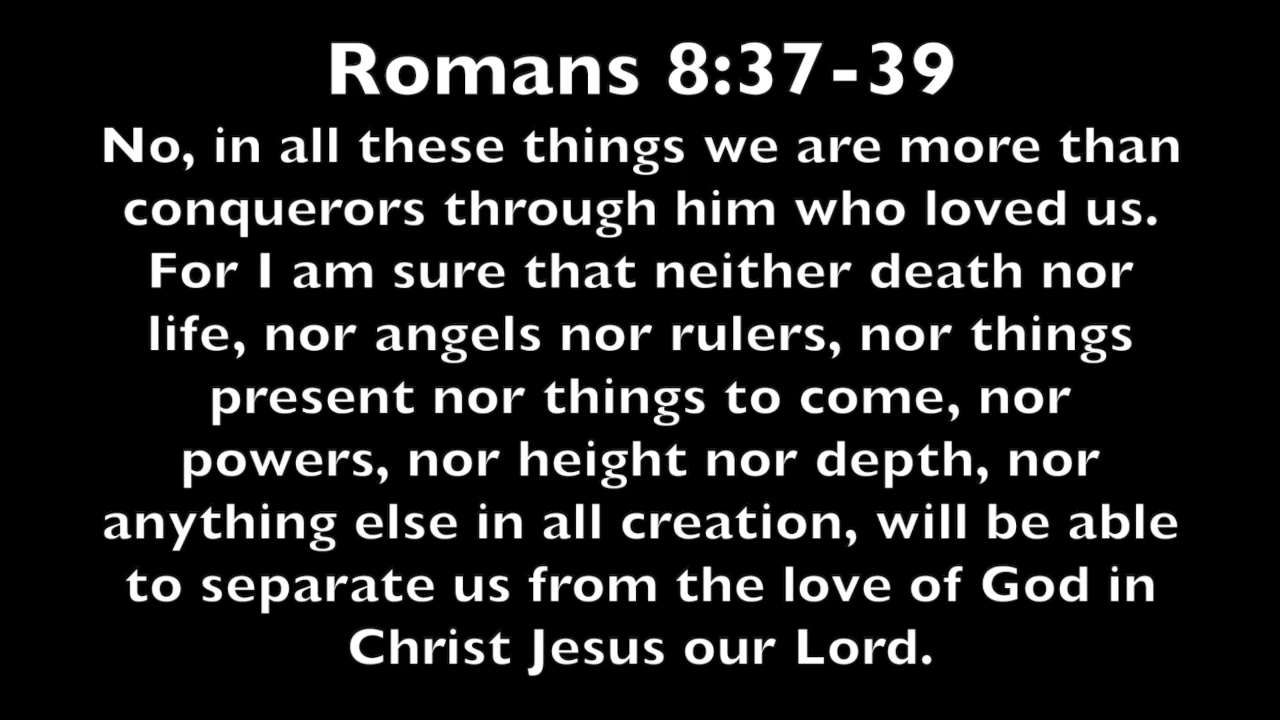 Romans 8:37-39
No, in all these things we are more than
conquerors through him who loved us.
For I am sure that neither death nor
life, nor angels nor rulers, nor things
present nor things to come, nor
powers, nor height nor depth, nor
anything else in all creation, will be able
to separate us from the love of God in
Christ Jesus our Lord.